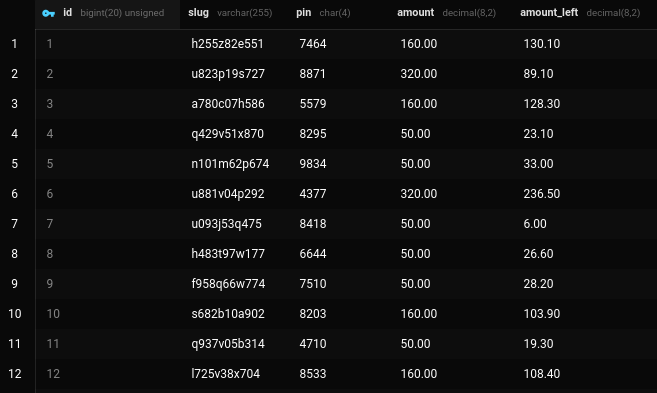 id bigint(20) unsigned slug varchar(255) pin char(4) amount decimal(8,2) amount_left decimal(8,2)
1 1 h255z82e551 7464 160.00 130.10
2 2 u823p19s727 8871 320.00 89.10
3 3 a780c07h586 5579 160.00 128.30
4 4 q429v51x870 8295 50.00 23.10
5 5 n101m62p674 9834 50.00 33.00
6 6 u881v04p292 4377 320.00 236.50
7 7 u093j53q475 8418 50.00 6.00
8 8 h483t97w177 6644 50.00 26.60
9 9 f958q66w774 7510 50.00 28.20
10 10 s682b10a902 8203 160.00 103.90
11 11 q937v05b314 4710 50.00 19.30
12 12 l725v38x704 8533 160.00 108.40